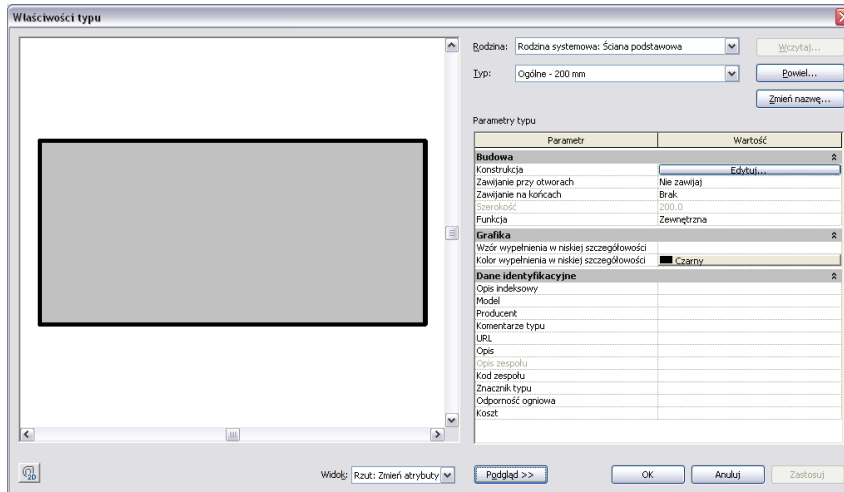 Właściwości typu
Rodzina: Rodzina systemowa: Ściana podstawowa Wczytaj...
Typ: Ogólne - 200 mm Powiel...
Zmień nazwę...
Parametry typu
Parametr Wartość
Budowa
Konstrukcja Edytuj...
Zawijanie przy otworach Nie zawijaj
Zawijanie na końcach Brak
Szerokość 200.0
Funkcja Zewnętrzna
Grafika
Wzór wypełnienia w niskiej szczegółowości
Kolor wypełnienia w niskiej szczegółowości Czarny
Dane identyfikacyjne
Opis indeksowy
Model
Producent
Komentarze typu
URL
Opis
Opis zespołu
Kod zespołu
Znacznik typu
Odporność ogniowa
Koszt
2D Widok: Rzut: Zmień atrybuty Podgląd >> OK Anuluj Zastosuj